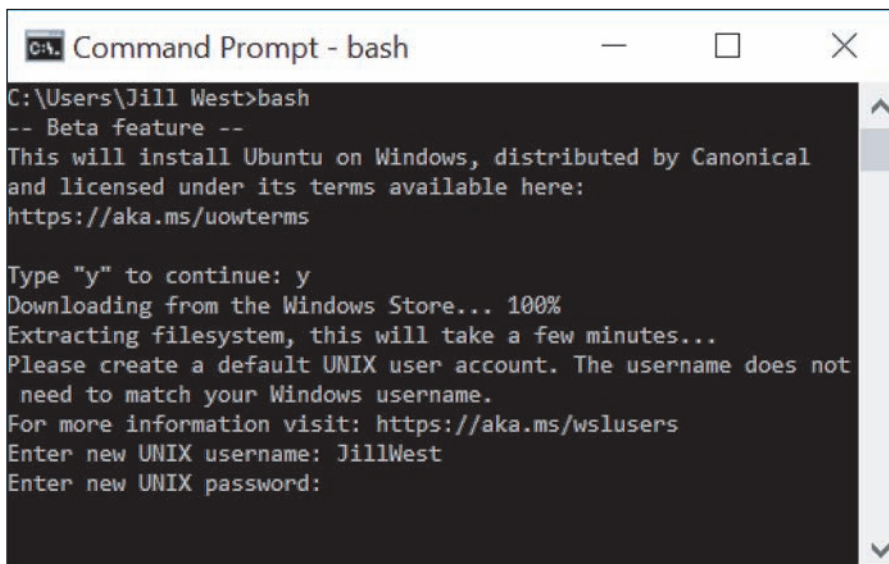 Command Prompt - bash
C:\Users\Jill West>bash
-- Beta feature --
This will install Ubuntu on Windows, distributed by Canonical
and licensed under its terms available here:
https://aka.ms/uowterms
Type "y" to continue: y
Downloading from the Windows Store... 100%
Extracting filesystem, this will take a few minutes...
Please create a default UNIX user account. The username does not
need to match your Windows username.
For more information visit: https://aka.ms/wslusers
Enter new UNIX username: JillWest
Enter new UNIX password: